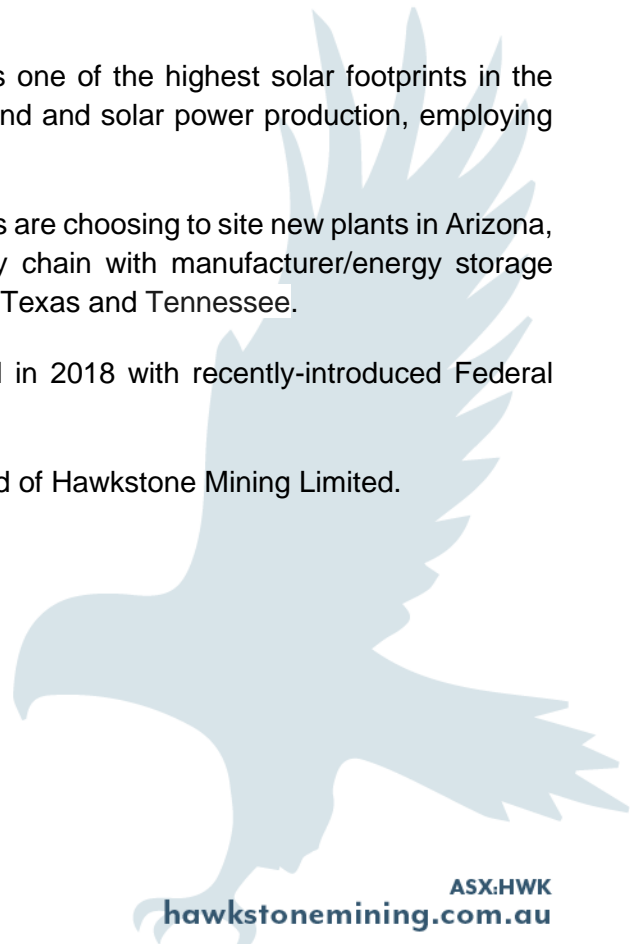 s one of the highest solar footprints in the
nd and solar power production, employing
s are choosing to site new plants in Arizona,
y chain with manufacturer/energy storage
Texas and Tennessee.
l in 2018 with recently-introduced Federal
d of Hawkstone Mining Limited.
ASX:HWK
hawkstonemining.com.au